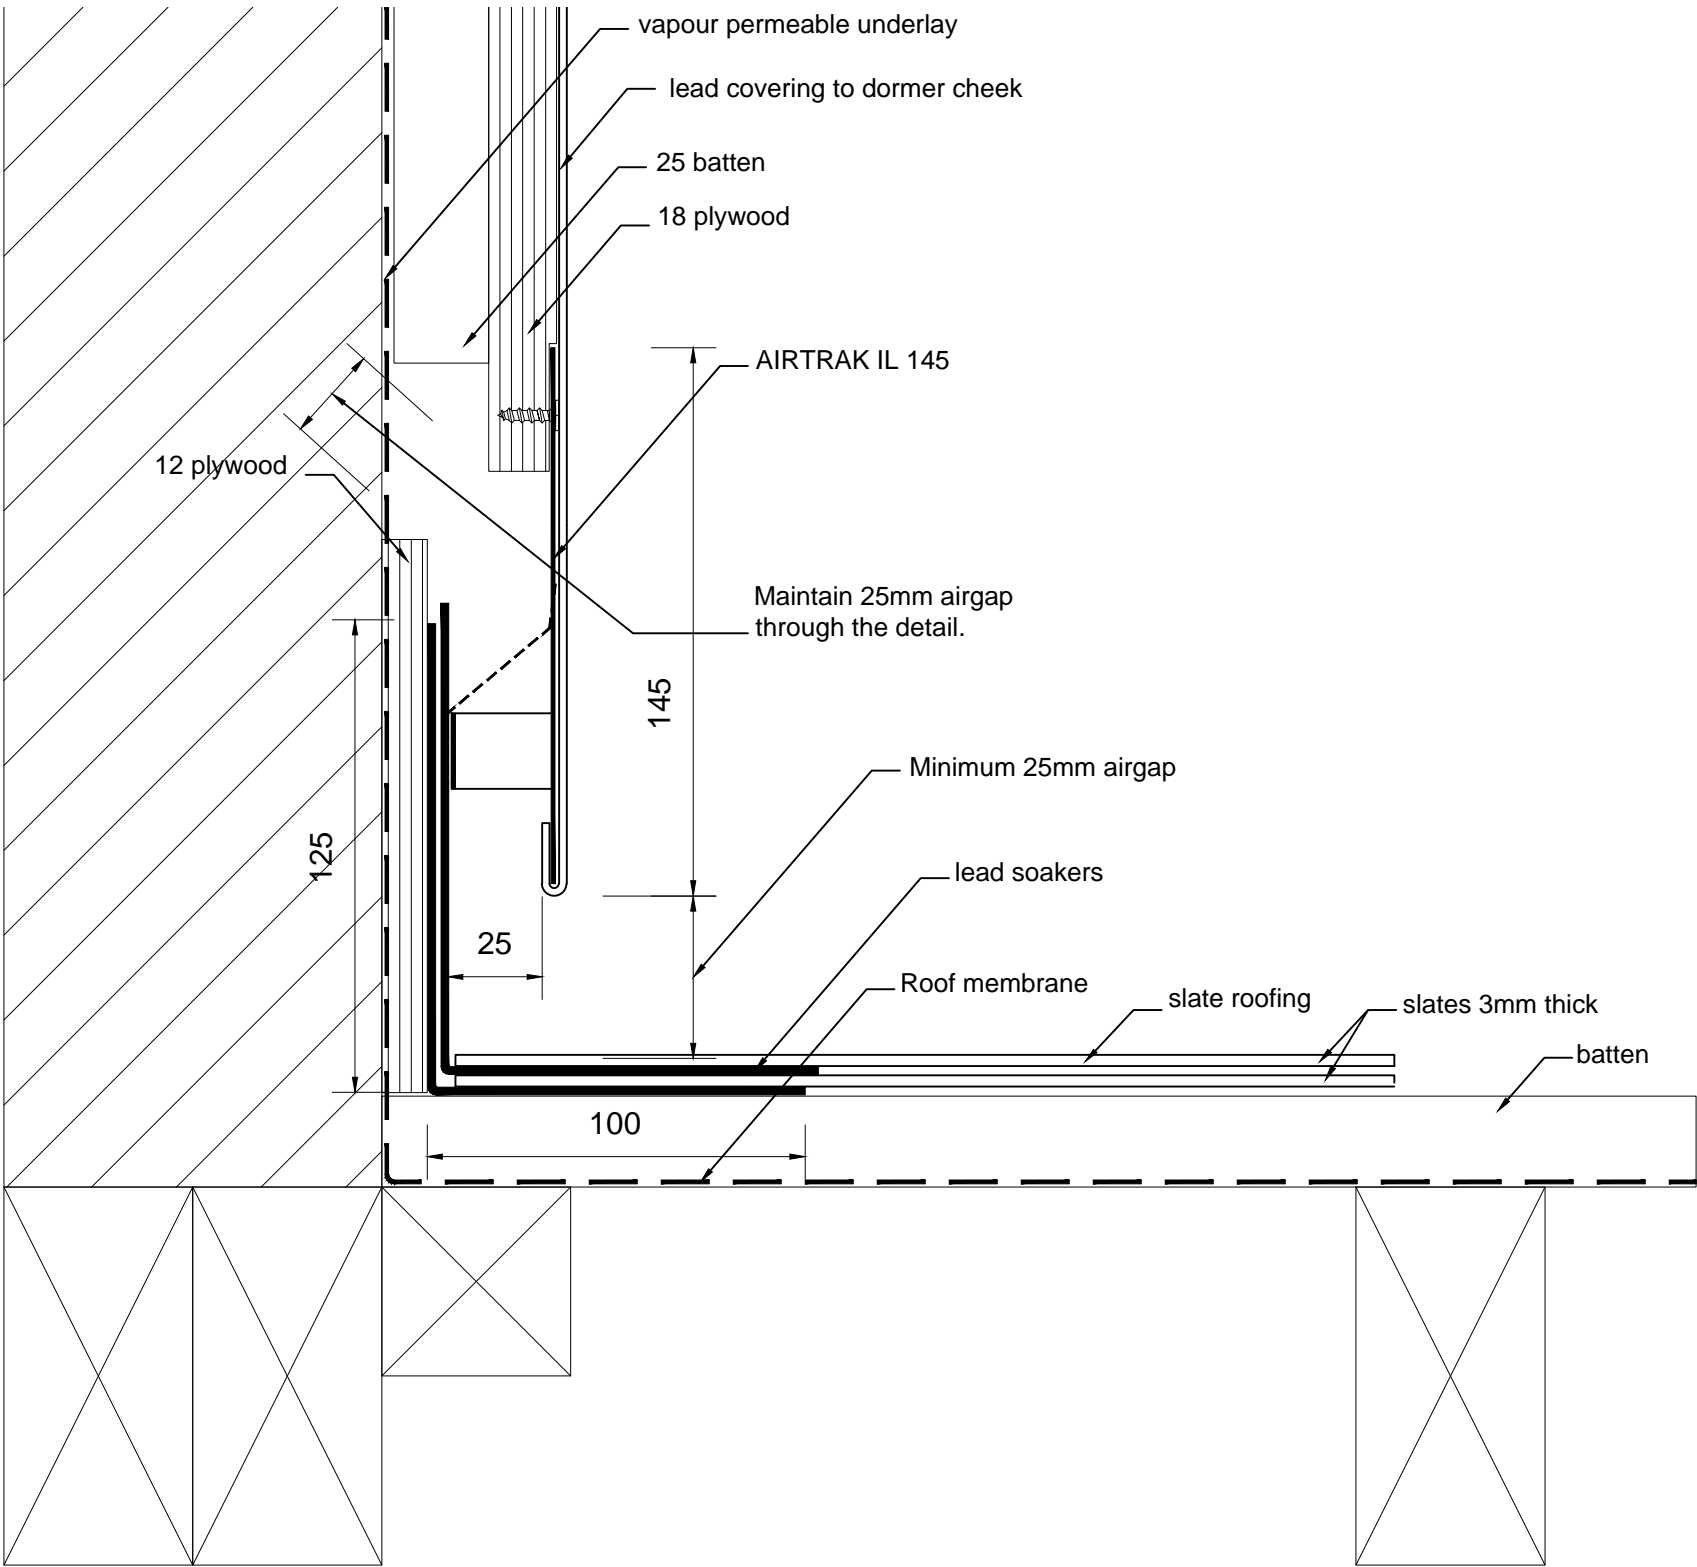 vapour permeable underlay
lead covering to dormer cheek
25 batten
18 plywood
AIRTRAK IL 145
12 plywood
Maintain 25mm airgap
through the detail.
145
Minimum 25mm airgap
125
lead soakers
25
Roof membrane
slate roofing
slates 3mm thick
batten
100